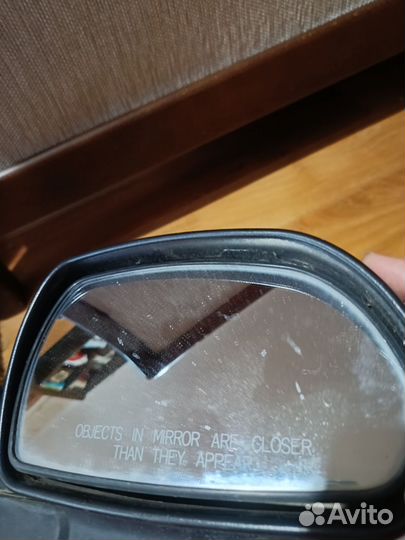 OBJECTS IN MIRROR ARE CLOSER
THAN THEY APPEAR
Avito